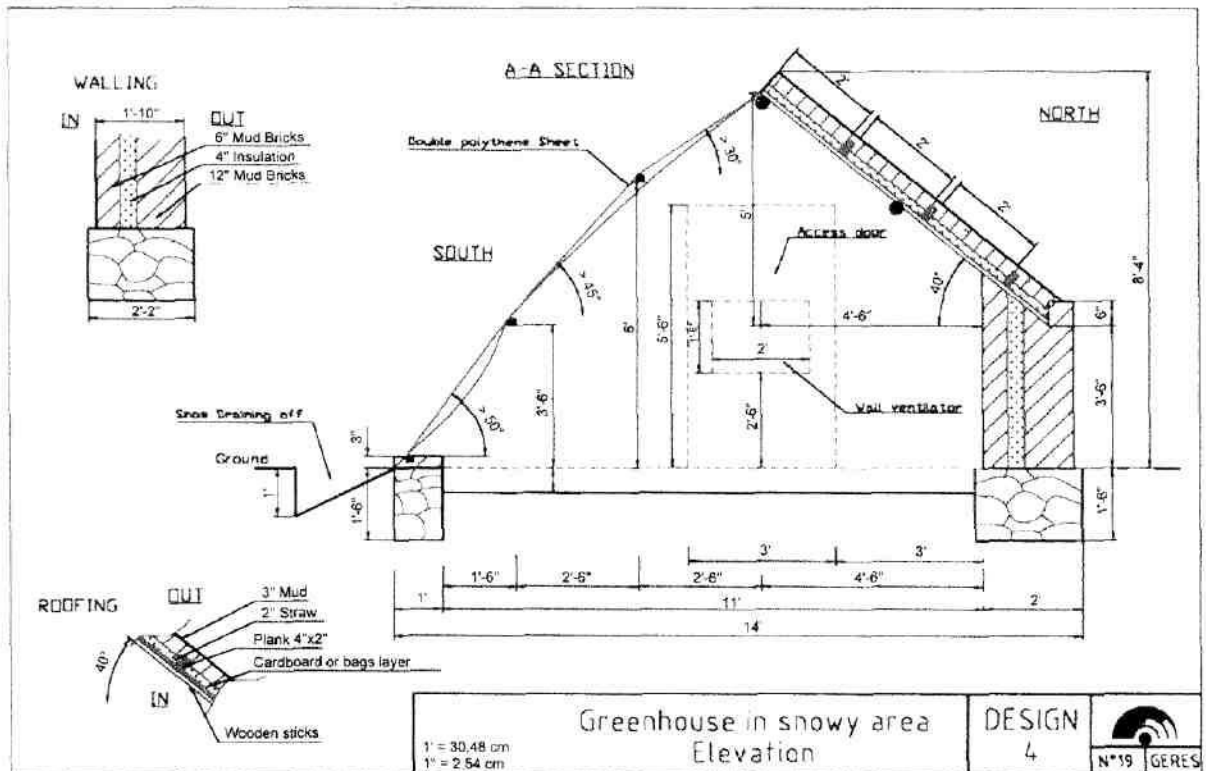 A-A SECTION
WALLING
1'-10"
IN
OUT
6" Mud Bricks
4" Insulation
12" Mud Bricks
2'-2"
Double polythene Sheet
SOUTH
NORTH
2'
2'
2'
> 30°
> 45°
> 50°
40°
5'
6'
5'-6"
3'-6"
Access door
4'-6"
8'-4"
6"
3'-6"
1'-6"
1'-6"
2'
2'-6"
Wall ventilator
Snow Draining off
Ground
1'
3"
1'-6"
3'
3'
1'-6"
2'-6"
2'-6"
4'-6"
1'
11'
2'
14'
ROOFING
OUT
3" Mud
2" Straw
Plank 4"x2"
Cardboard or bags layer
40°
IN
Wooden sticks
1' = 30,48 cm
1" = 2,54 cm
Greenhouse in snowy area
Elevation
DESIGN
4
N°19
GERES